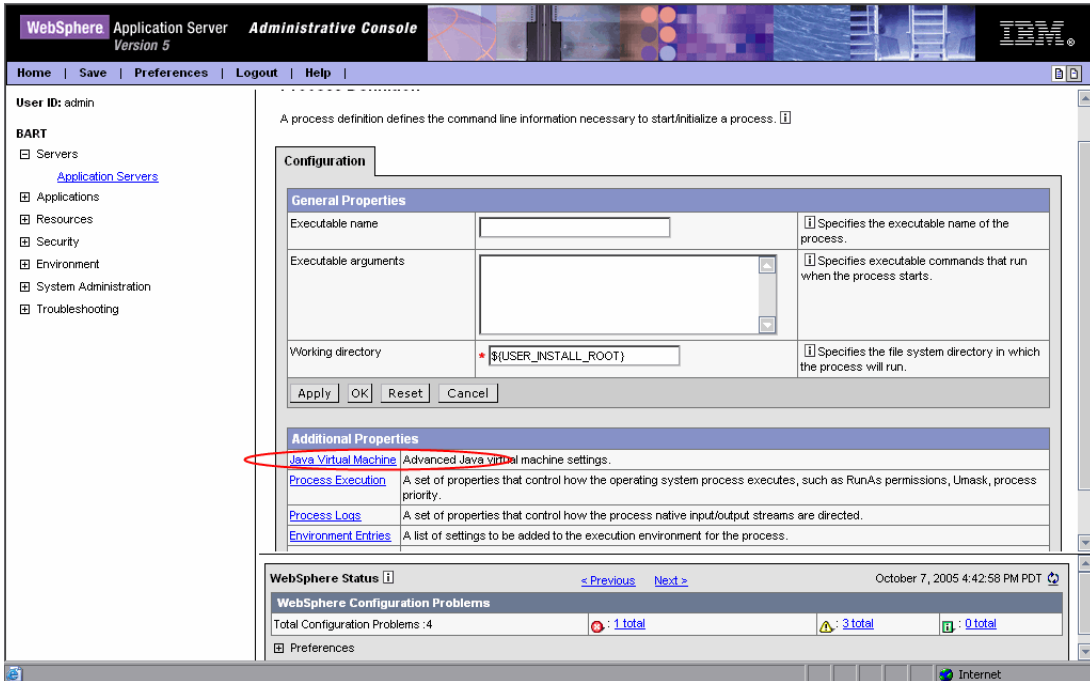 WebSphere Application Server Administrative Console
Version 5
IBM®
Home | Save | Preferences | Logout | Help |
User ID: admin
BART
Servers
Application Servers
Applications
Resources
Security
Environment
System Administration
Troubleshooting
Process Definition
A process definition defines the command line information necessary to start/initialize a process. i
Configuration
General Properties
Executable name
i Specifies the executable name of the process.
Executable arguments
i Specifies executable commands that run when the process starts.
Working directory
* ${USER_INSTALL_ROOT}
i Specifies the file system directory in which the process will run.
Apply OK Reset Cancel
Additional Properties
Java Virtual Machine Advanced Java virtual machine settings.
Process Execution A set of properties that control how the operating system process executes, such as RunAs permissions, Umask, process priority.
Process Logs A set of properties that control how the process native input/output streams are directed.
Environment Entries A list of settings to be added to the execution environment for the process.
WebSphere Status i < Previous Next > October 7, 2005 4:42:58 PM PDT
WebSphere Configuration Problems
Total Configuration Problems :4 : 1 total : 3 total : 0 total
Preferences
Internet